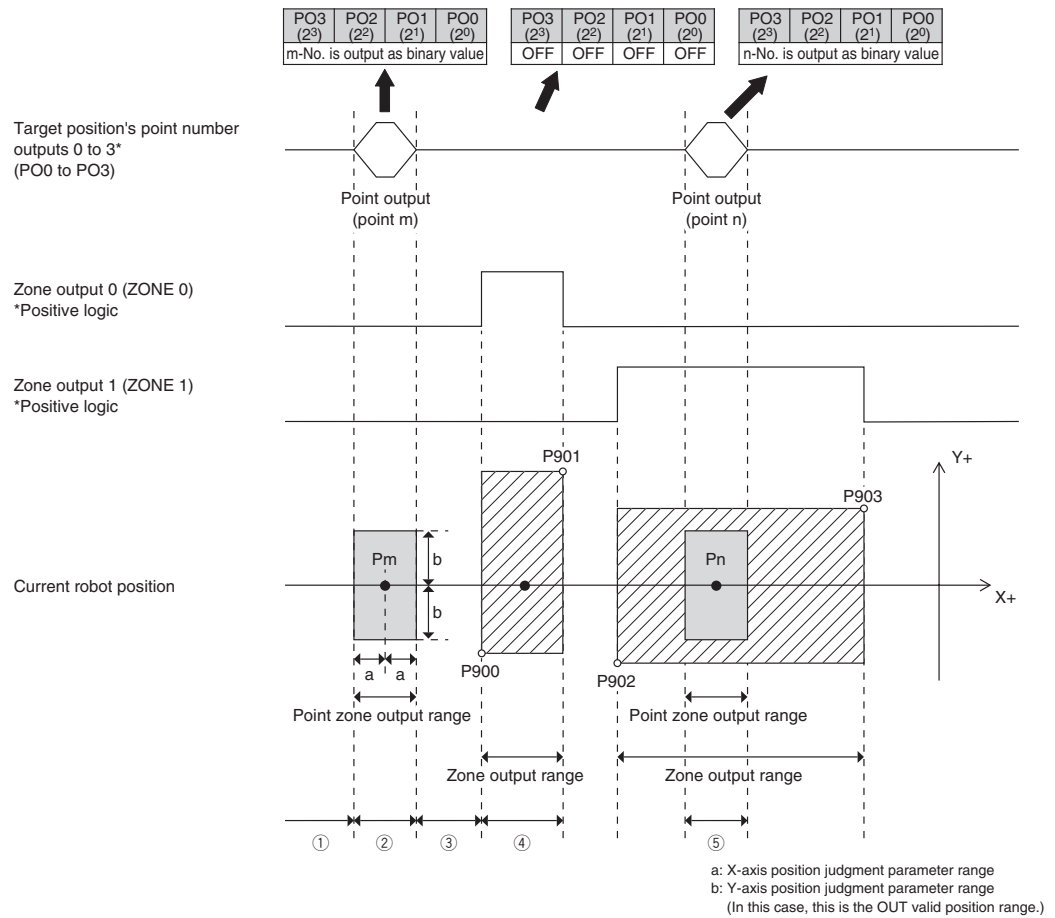 PO3 PO2 PO1 PO0
(2³) (2²) (2¹) (2⁰)
m-No. is output as binary value
PO3 PO2 PO1 PO0
(2³) (2²) (2¹) (2⁰)
OFF OFF OFF OFF
PO3 PO2 PO1 PO0
(2³) (2²) (2¹) (2⁰)
n-No. is output as binary value
Target position's point number
outputs 0 to 3*
(PO0 to PO3)
Point output
(point m)
Point output
(point n)
Zone output 0 (ZONE 0)
*Positive logic
Zone output 1 (ZONE 1)
*Positive logic
P901
Y+
P903
Pm
b
Pn
Current robot position
X+
b
a a
P900
P902
Point zone output range
Point zone output range
Zone output range
Zone output range
① ② ③ ④ ⑤
a: X-axis position judgment parameter range
b: Y-axis position judgment parameter range
(In this case, this is the OUT valid position range.)